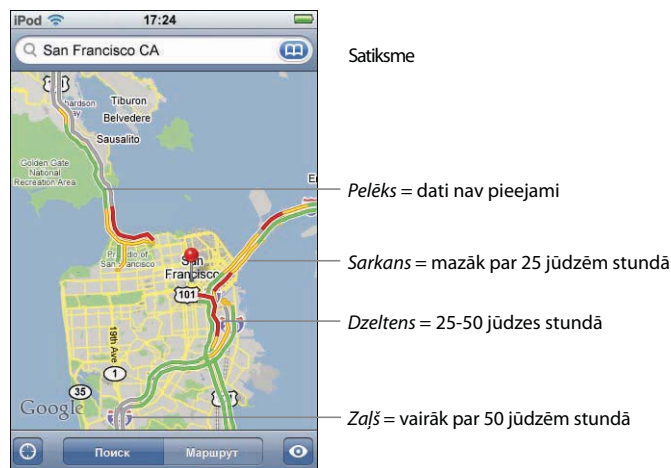 iPod 17:24
San Francisco CA
Satiksme
Tiburon
Belvedere
Sausalito
Golden Gate
National
Recreation Area
Pelēks = dati nav pieejami
San
Francisco
Sarkans = mazāk par 25 jūdzēm stundā
101
Dzeltens = 25-50 jūdzes stundā
19th Ave
1
35
Google
Zaļš = vairāk par 50 jūdzēm stundā
Поиск Маршрут